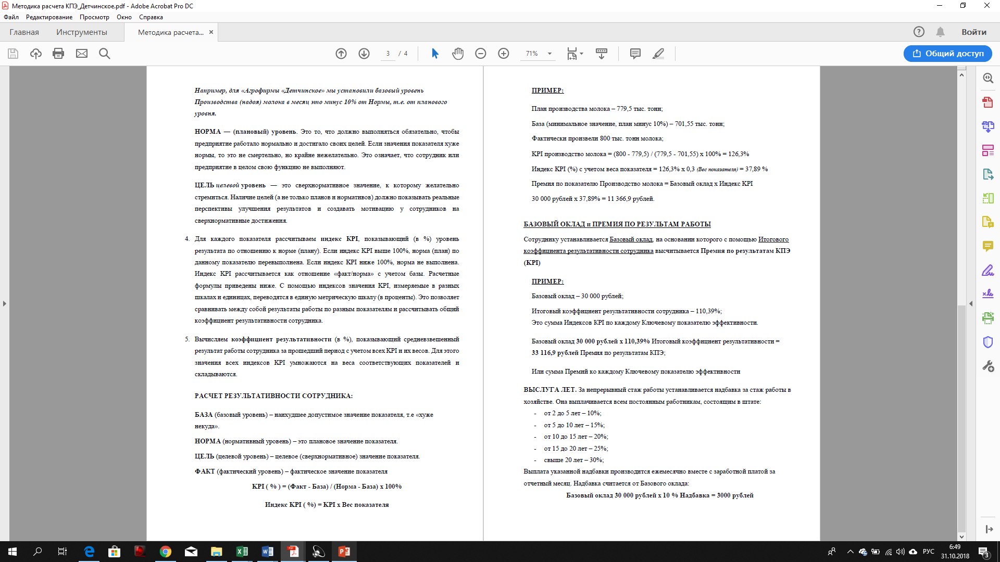 Методика расчета КПЭ_Детчинское.pdf - Adobe Acrobat Pro DC
Файл Редактирование Просмотр Окно Справка
Главная Инструменты Методика расчета... × Войти
3 / 4 71% Общий доступ
Например, для «Агрофирмы «Детчинское» мы установили базовый уровень
Производства (надоя) молока в месяц это минус 10% от Нормы, т.е. от планового
уровня.
НОРМА — (плановый) уровень. Это то, что должно выполняться обязательно, чтобы
предприятие работало нормально и достигало своих целей. Если значения показателя хуже
нормы, то это не смертельно, но крайне нежелательно. Это означает, что сотрудник или
предприятие в целом свою функцию не выполняют.
ЦЕЛЬ целевой уровень — это сверхнормативное значение, к которому желательно
стремиться. Наличие целей (а не только планов и нормативов) должно показывать реальные
перспективы улучшения результатов и создавать мотивацию у сотрудников на
сверхнормативные достижения.
4. Для каждого показателя рассчитываем индекс KPI, показывающий (в %) уровень
результата по отношению к норме (плану). Если индекс KPI выше 100%, норма (план) по
данному показателю перевыполнена. Если индекс KPI ниже 100%, норма не выполнена.
Индекс KPI рассчитывается как отношение «факт/норма» с учетом базы. Расчетные
формулы приведены ниже. С помощью индексов значения KPI, измеряемые в разных
шкалах и единицах, переводятся в единую метрическую шкалу (в проценты). Это позволяет
сравнивать между собой результаты работы по разным показателям и рассчитывать общий
коэффициент результативности сотрудника.
5. Вычисляем коэффициент результативности (в %), показывающий средневзвешенный
результат работы сотрудника за прошедший период с учетом всех KPI и их весов. Для этого
значения всех индексов KPI умножаются на веса соответствующих показателей и
складываются.
РАСЧЕТ РЕЗУЛЬТАТИВНОСТИ СОТРУДНИКА:
БАЗА (базовый уровень) – наихудшее допустимое значение показателя, т.е «хуже
некуда».
НОРМА (нормативный уровень) – это плановое значение показателя.
ЦЕЛЬ (целевой уровень) – целевое (сверхнормативное) значение показателя.
ФАКТ (фактический уровень) – фактическое значение показателя
KPI ( % ) = (Факт - База) / (Норма - База) х 100%
Индекс KPI ( %) = KPI х Вес показателя
ПРИМЕР:
План производства молока – 779,5 тыс. тонн;
База (минимальное значение, план минус 10%) – 701,55 тыс. тонн;
Фактически произвели 800 тыс. тонн молока;
KPI производство молока = (800 - 779,5) / (779,5 - 701,55) х 100% = 126,3%
Индекс KPI (%) с учетом веса показателя = 126,3% х 0,3 (Вес показателя) = 37,89 %
Премия по показателю Производство молока = Базовый оклад х Индекс KPI
30 000 рублей х 37,89% = 11 366,9 рублей.
БАЗОВЫЙ ОКЛАД и ПРЕМИЯ ПО РЕЗУЛЬТАМ РАБОТЫ
Сотруднику устанавливается Базовый оклад, на основании которого с помощью Итогового
коэффициента результативности сотрудника высчитывается Премия по результатам КПЭ
(KPI)
ПРИМЕР:
Базовый оклад – 30 000 рублей;
Итоговый коэффициент результативности сотрудника – 110,39%;
Это сумма Индексов KPI по каждому Ключевому показателю эффективности.
Базовый оклад 30 000 рублей х 110,39% Итоговый коэффициент результативности =
33 116,9 рублей Премия по результатам КПЭ;
Или сумма Премий ко каждому Ключевому показателю эффективности
ВЫСЛУГА ЛЕТ. За непрерывный стаж работы устанавливается надбавка за стаж работы в
хозяйстве. Она выплачивается всем постоянным работникам, состоящим в штате:
- от 2 до 5 лет – 10%;
- от 5 до 10 лет – 15%;
- от 10 до 15 лет – 20%;
- от 15 до 20 лет – 25%;
- свыше 20 лет – 30%;
Выплата указанной надбавки производится ежемесячно вместе с заработной платой за
отчетный месяц. Надбавка считается от Базового оклада:
Базовый оклад 30 000 рублей х 10 % Надбавка = 3000 рублей
РУС 6:49
31.10.2018 3